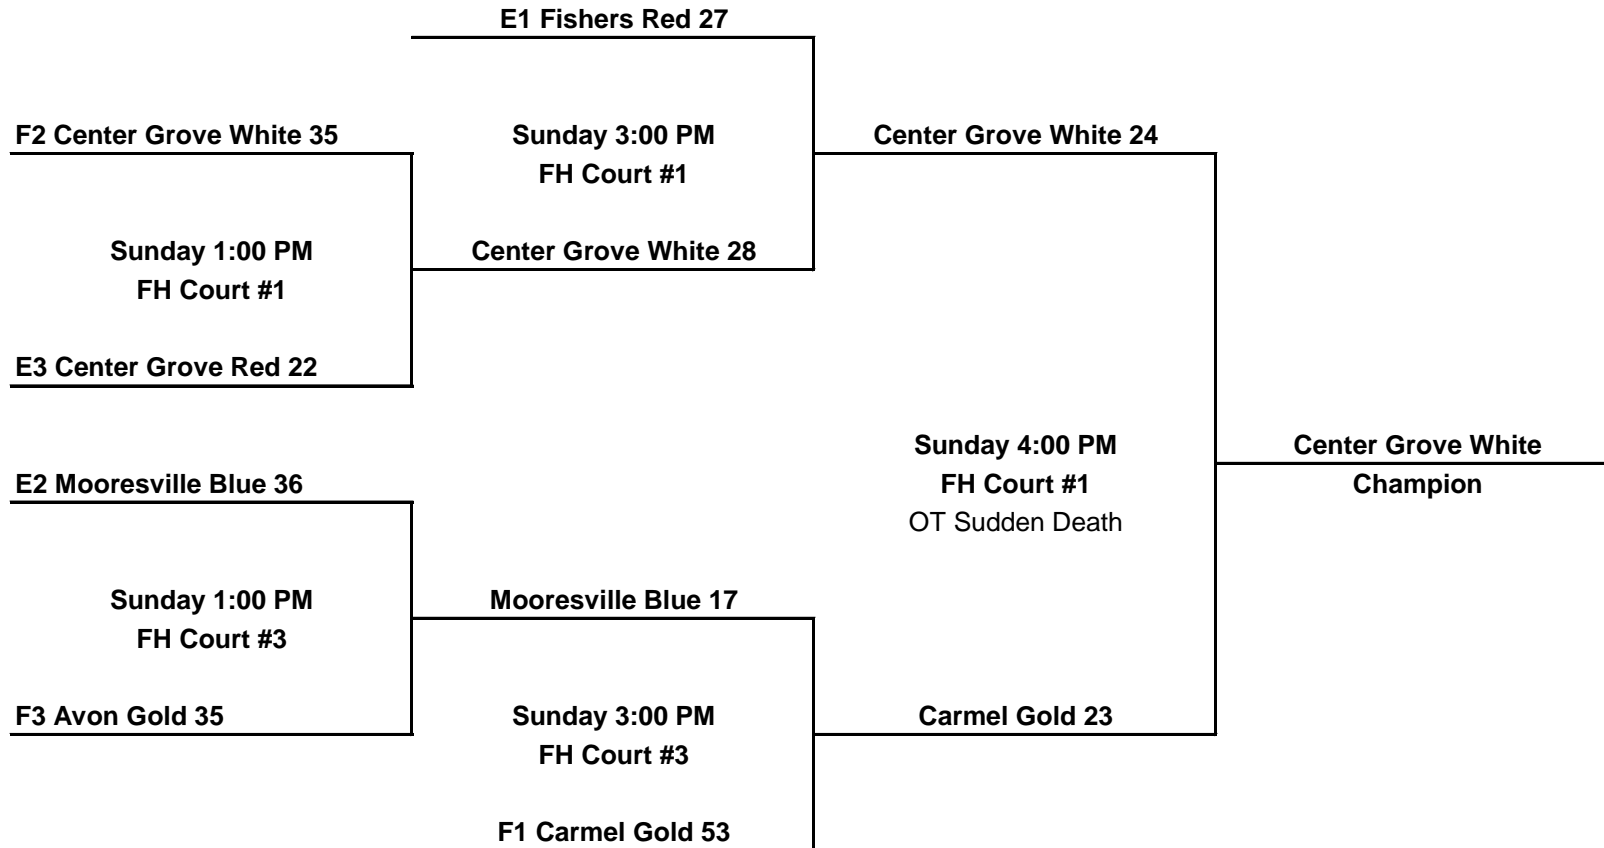 E1 Fishers Red 27
F2 Center Grove White 35
Sunday 3:00 PM
FH Court #1
Center Grove White 24
Sunday 1:00 PM
FH Court #1
Center Grove White 28
E3 Center Grove Red 22
Sunday 4:00 PM
FH Court #1
OT Sudden Death
Center Grove White
Champion
E2 Mooresville Blue 36
Sunday 1:00 PM
FH Court #3
Mooresville Blue 17
F3 Avon Gold 35
Sunday 3:00 PM
FH Court #3
Carmel Gold 23
F1 Carmel Gold 53